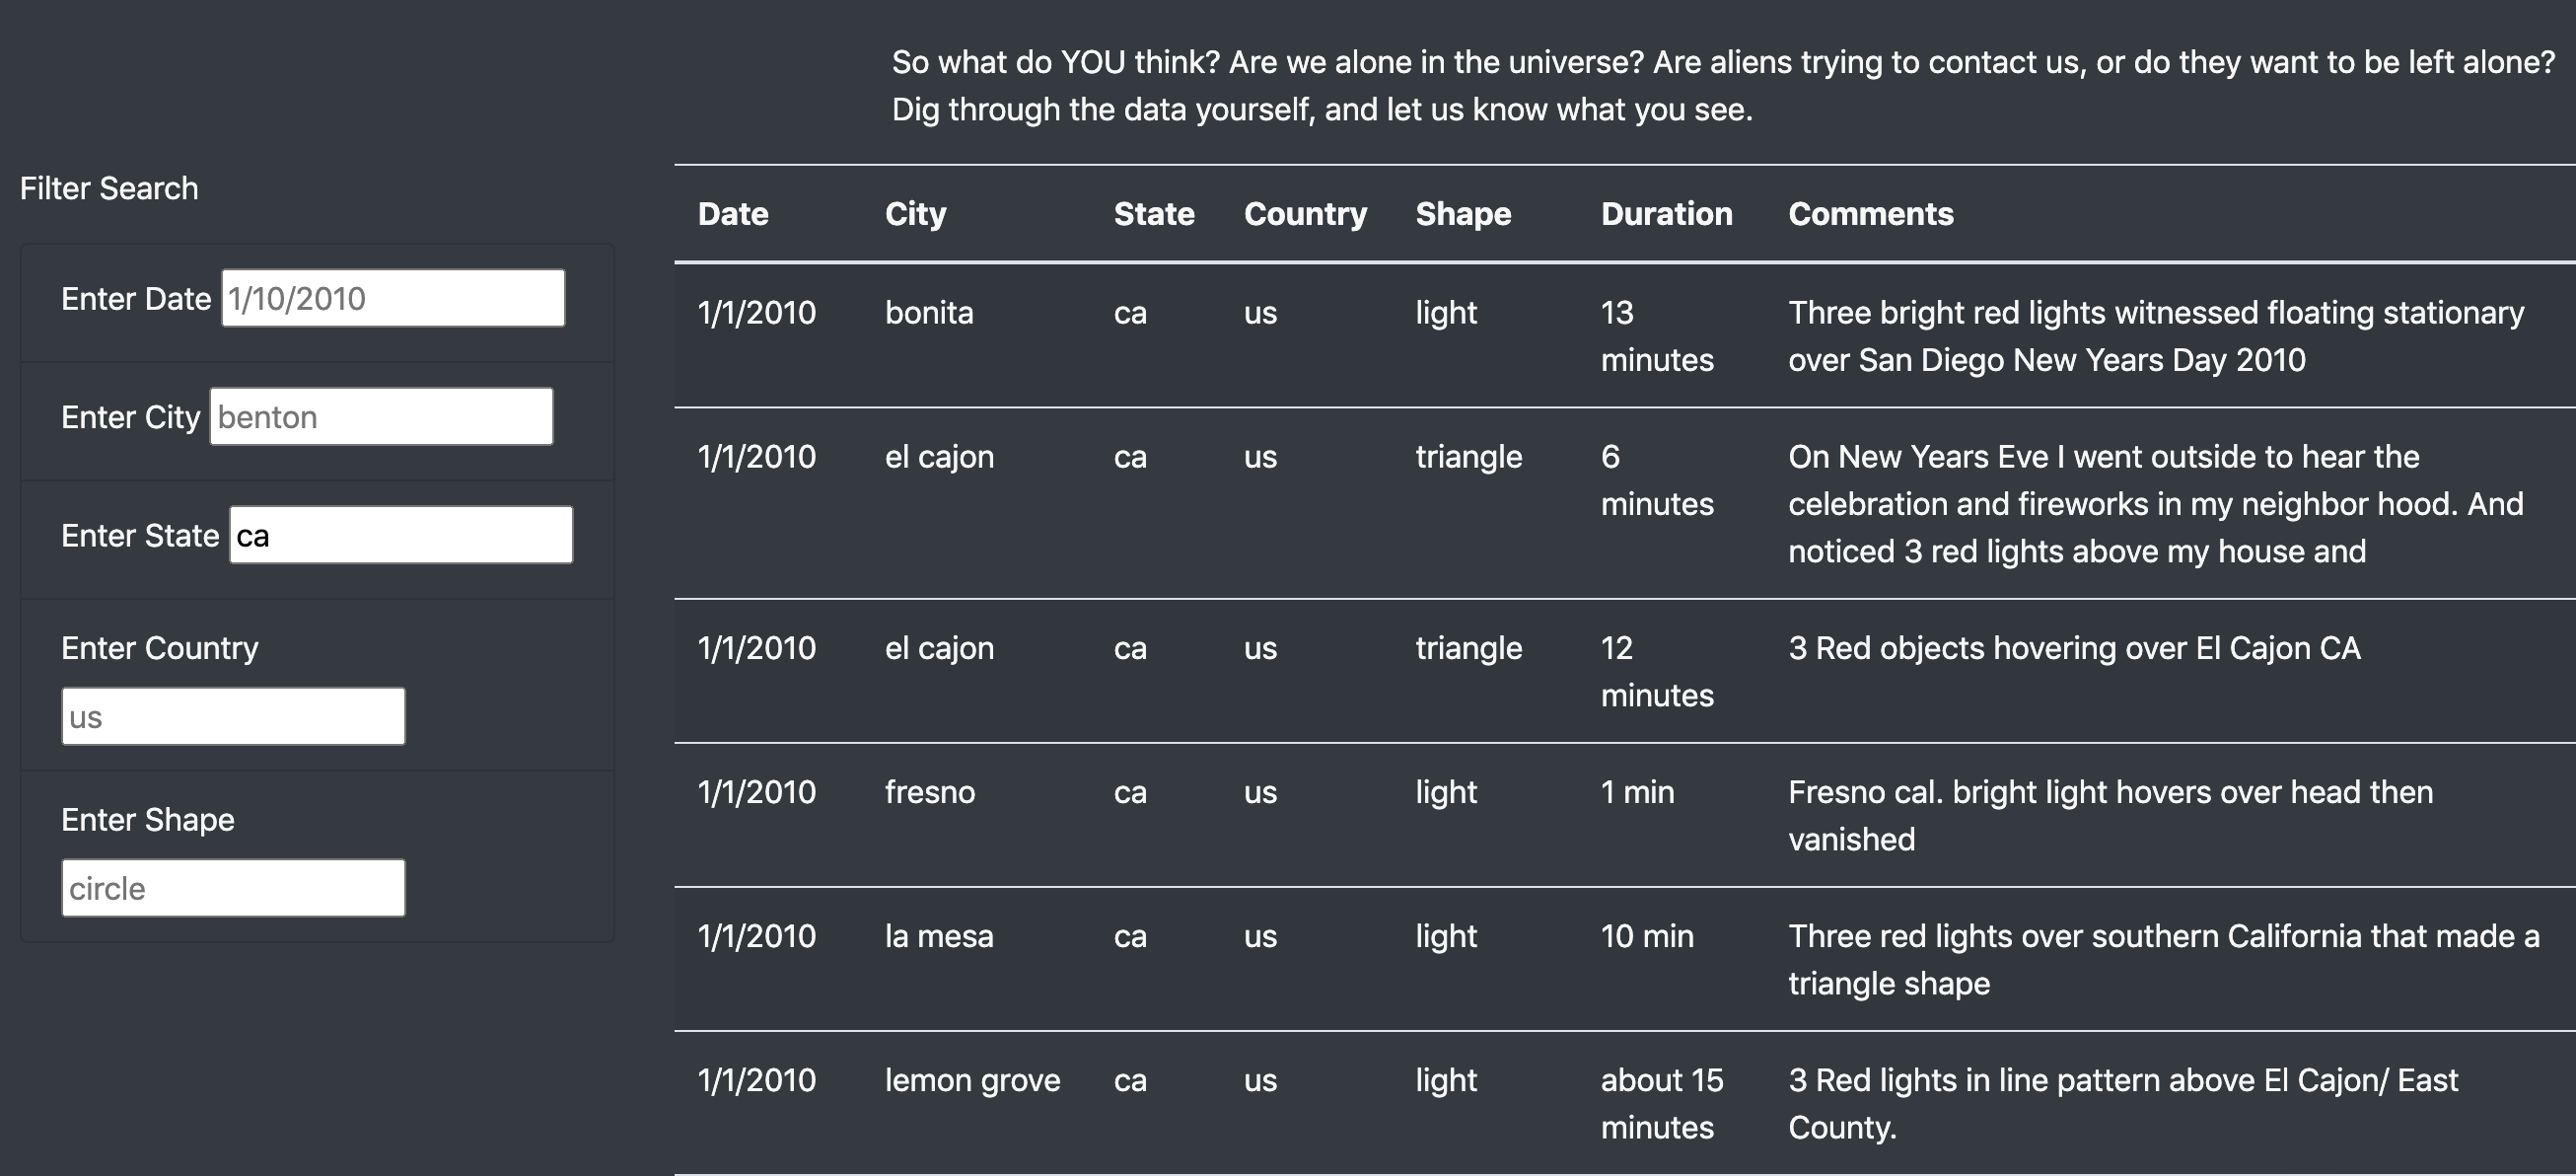 So what do YOU think? Are we alone in the universe? Are aliens trying to contact us, or do they want to be left alone?
Dig through the data yourself, and let us know what you see.
Filter Search
Enter Date 1/10/2010
Enter City benton
Enter State ca
Enter Country
us
Enter Shape
circle
Date City State Country Shape Duration Comments
1/1/2010 bonita ca us light 13 Three bright red lights witnessed floating stationary
minutes over San Diego New Years Day 2010
1/1/2010 el cajon ca us triangle 6 On New Years Eve I went outside to hear the
minutes celebration and fireworks in my neighbor hood. And
noticed 3 red lights above my house and
1/1/2010 el cajon ca us triangle 12 3 Red objects hovering over El Cajon CA
minutes
1/1/2010 fresno ca us light 1 min Fresno cal. bright light hovers over head then
vanished
1/1/2010 la mesa ca us light 10 min Three red lights over southern California that made a
triangle shape
1/1/2010 lemon grove ca us light about 15 3 Red lights in line pattern above El Cajon/ East
minutes County.